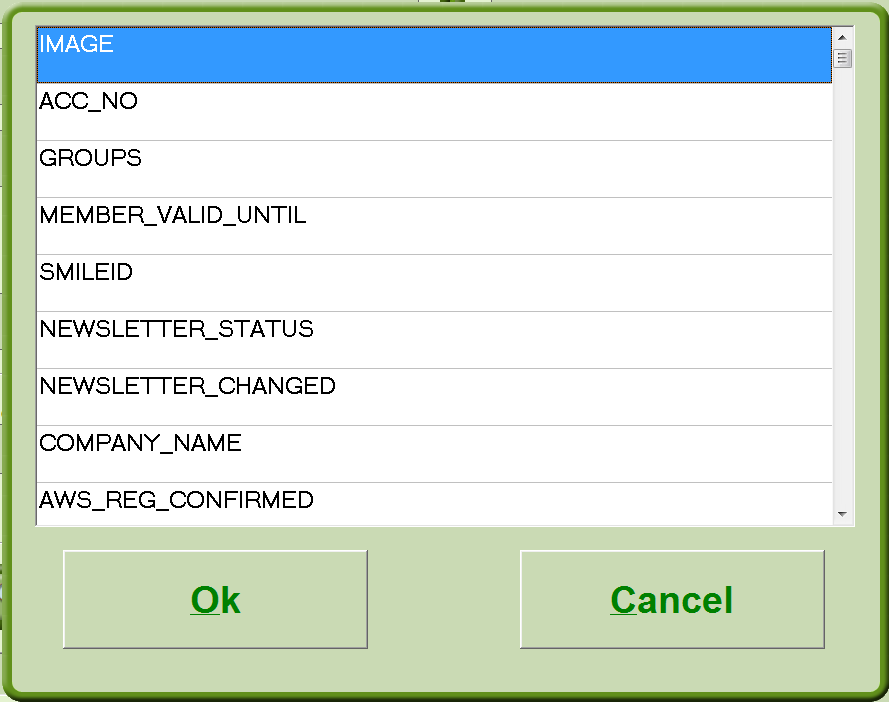 IMAGE
ACC_NO
GROUPS
MEMBER_VALID_UNTIL
SMILEID
NEWSLETTER_STATUS
NEWSLETTER_CHANGED
COMPANY_NAME
AWS_REG_CONFIRMED
Ok
Cancel